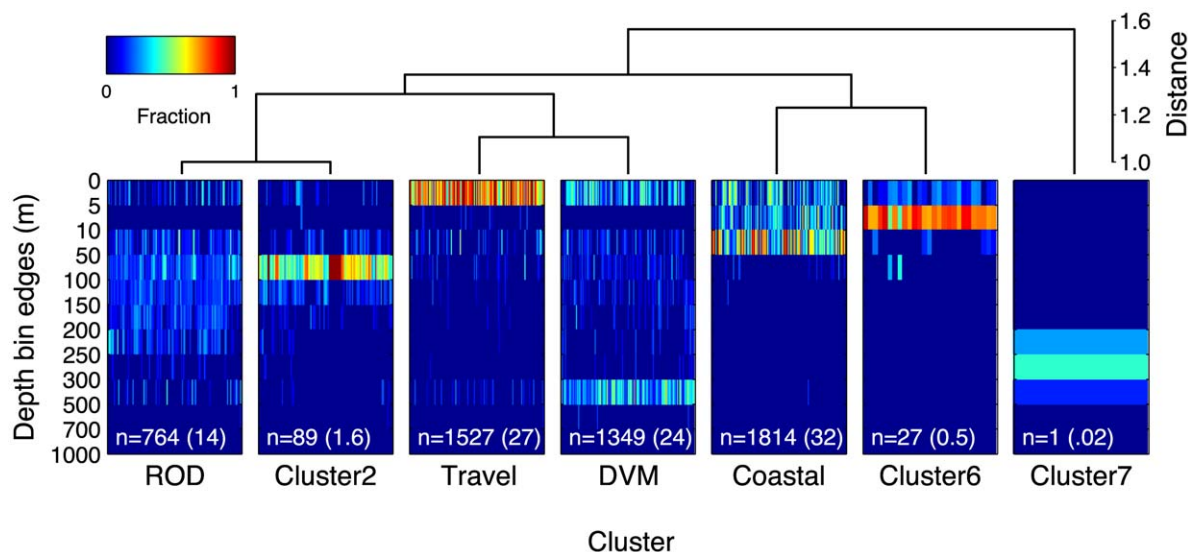 0 1
Fraction
1.6
1.4
1.2
1.0
Distance
Depth bin edges (m)
0
5
10
50
100
150
200
250
300
500
700
1000
n=764 (14) n=89 (1.6) n=1527 (27) n=1349 (24) n=1814 (32) n=27 (0.5) n=1 (.02)
ROD Cluster2 Travel DVM Coastal Cluster6 Cluster7
Cluster